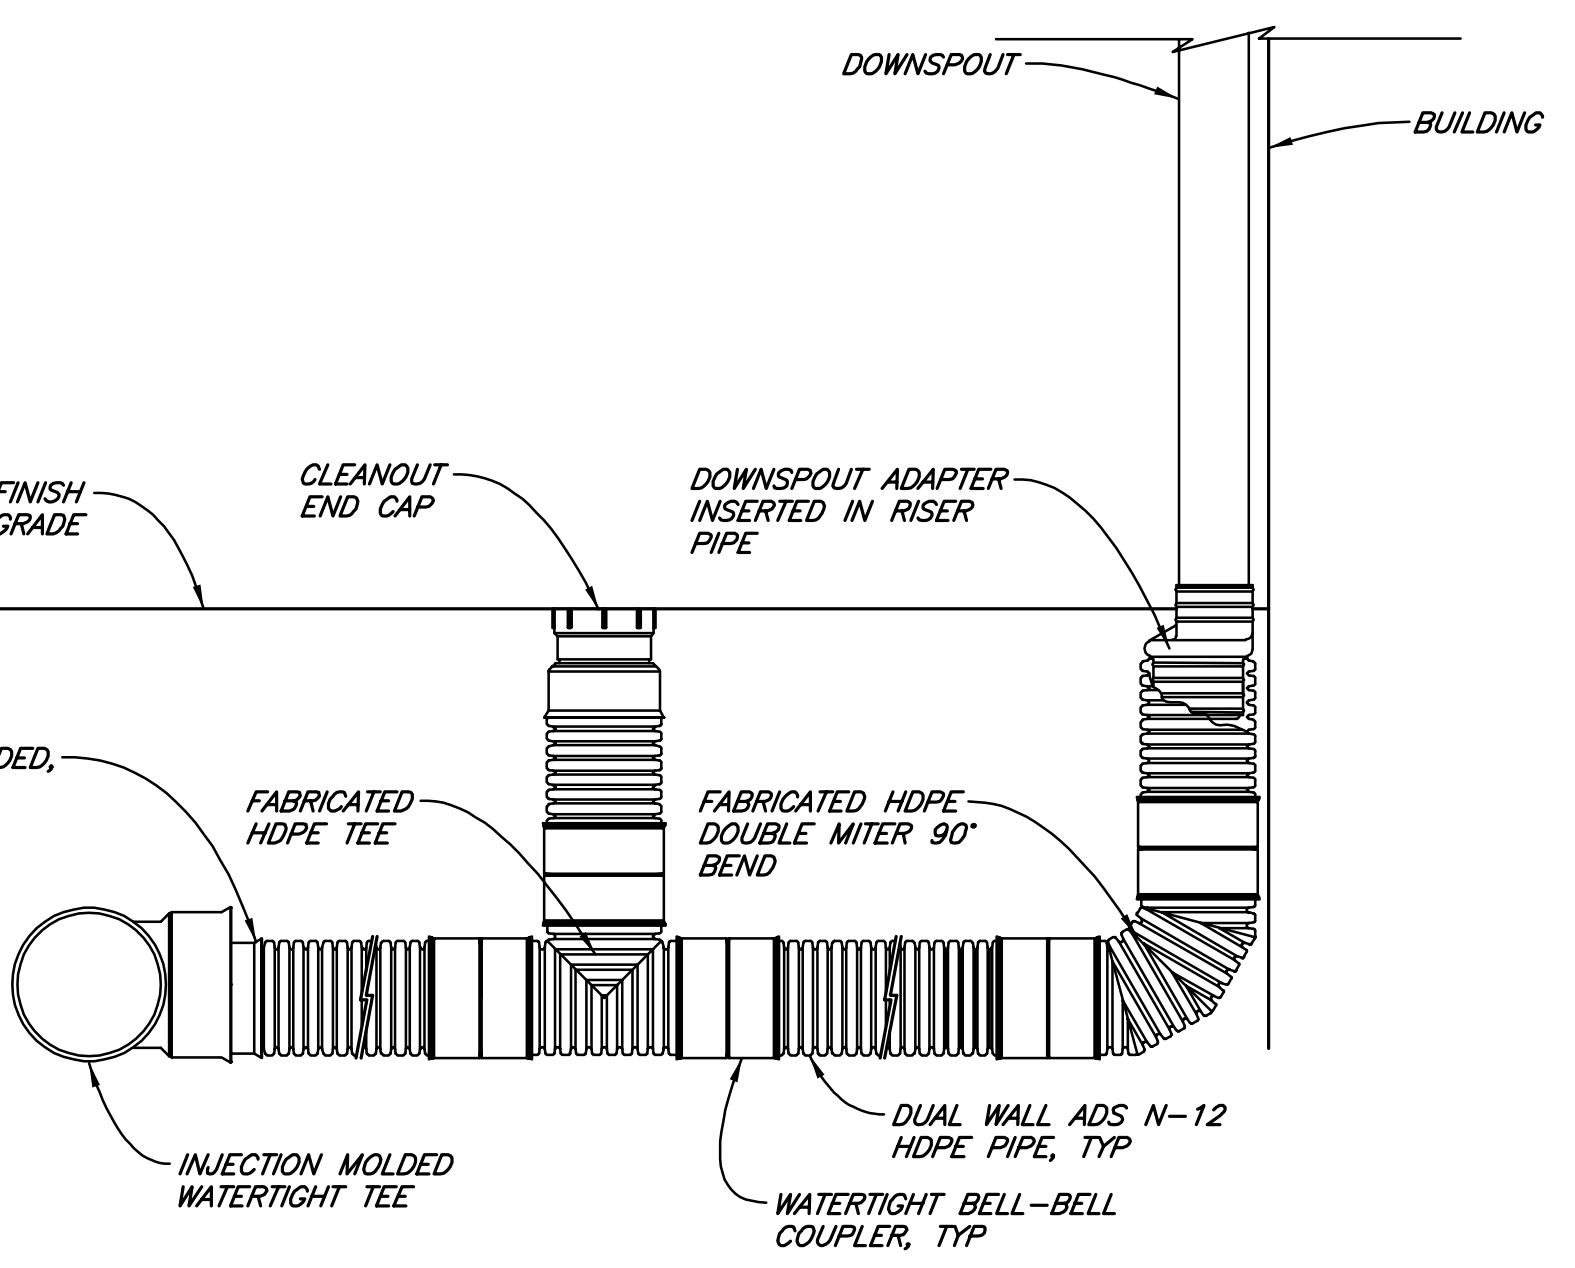 DOWNSPOUT
BUILDING
FINISH
GRADE
CLEANOUT
END CAP
DOWNSPOUT ADAPTER
INSERTED IN RISER
PIPE
DED,
FABRICATED
HDPE TEE
FABRICATED HDPE
DOUBLE MITER 90°
BEND
DUAL WALL ADS N-12
HDPE PIPE, TYP
INJECTION MOLDED
WATERTIGHT TEE
WATERTIGHT BELL-BELL
COUPLER, TYP